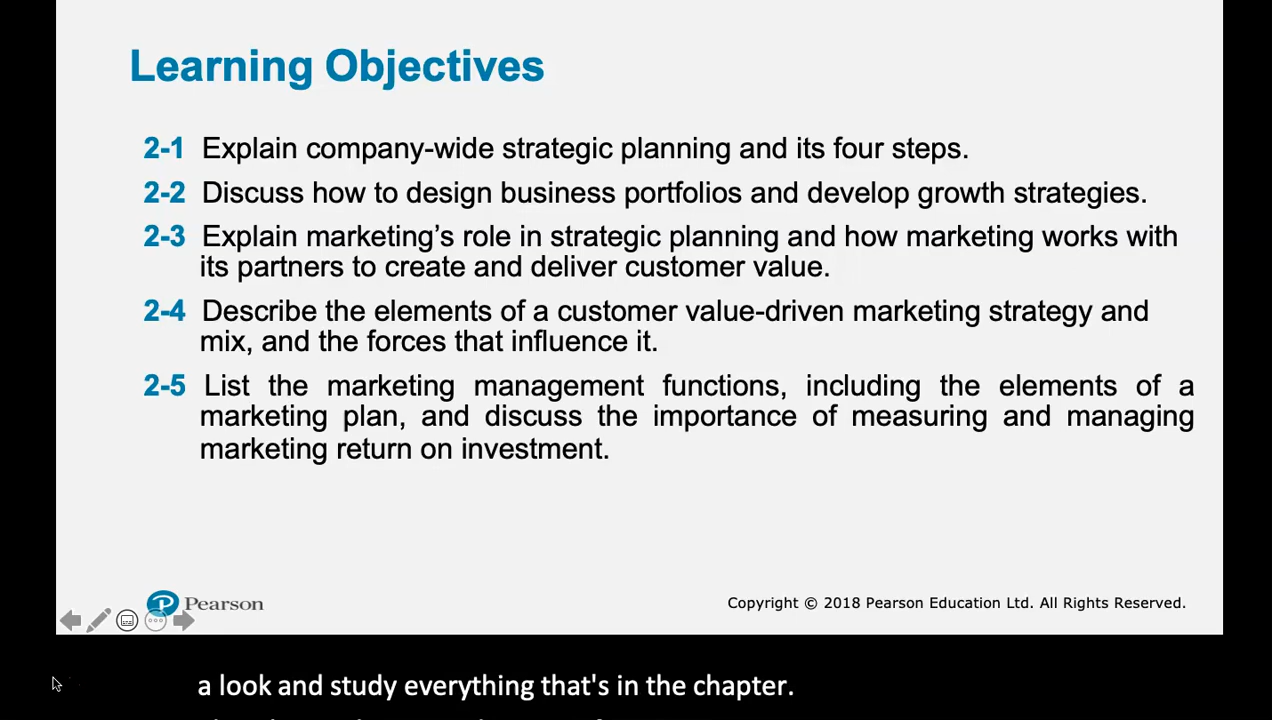 Learning Objectives
2-1 Explain company-wide strategic planning and its four steps.
2-2 Discuss how to design business portfolios and develop growth strategies.
2-3 Explain marketing’s role in strategic planning and how marketing works with
its partners to create and deliver customer value.
2-4 Describe the elements of a customer value-driven marketing strategy and
mix, and the forces that influence it.
2-5 List the marketing management functions, including the elements of a
marketing plan, and discuss the importance of measuring and managing
marketing return on investment.
Pearson
Copyright © 2018 Pearson Education Ltd. All Rights Reserved.
a look and study everything that's in the chapter.